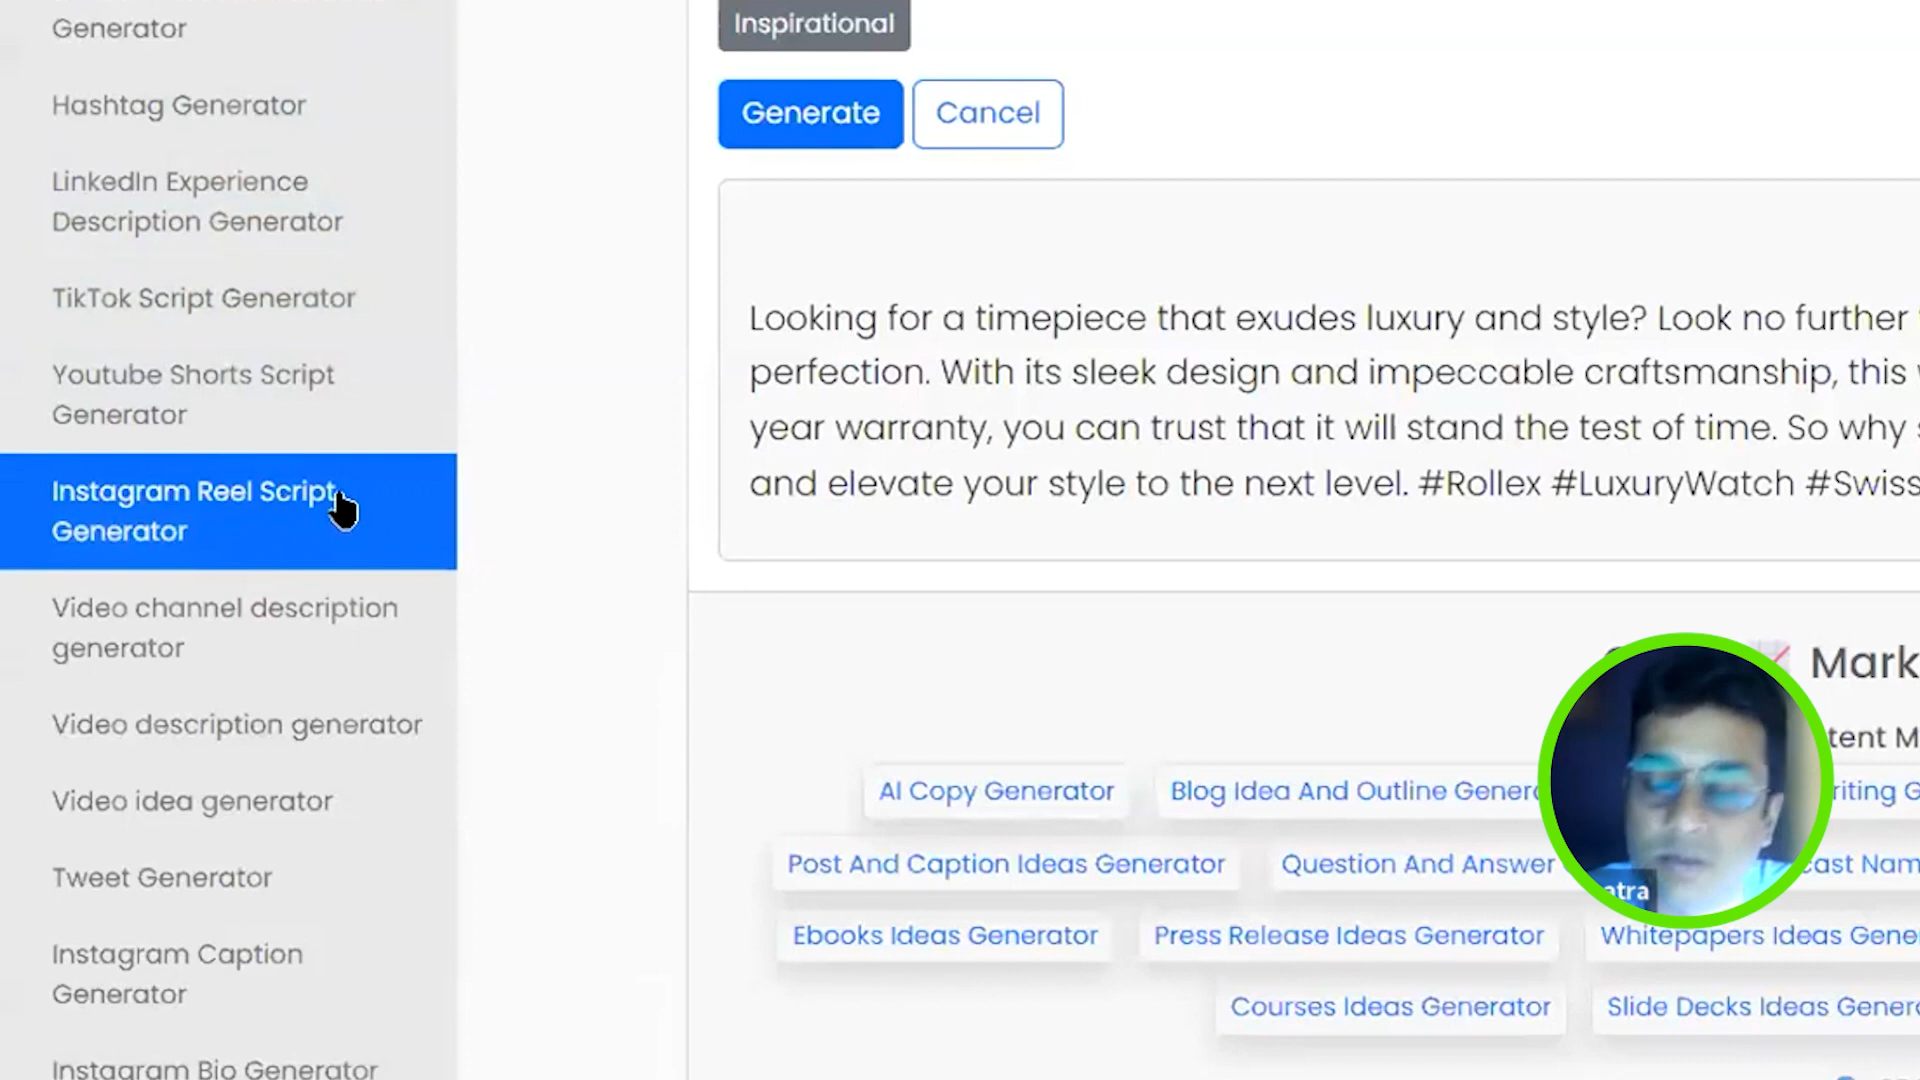 Generator
Hashtag Generator
LinkedIn Experience
Description Generator
TikTok Script Generator
Youtube Shorts Script
Generator
Instagram Reel Script
Generator
Video channel description
generator
Video description generator
Video idea generator
Tweet Generator
Instagram Caption
Generator
Instagram Bio Generator
Inspirational
Generate Cancel
Looking for a timepiece that exudes luxury and style? Look no further
perfection. With its sleek design and impeccable craftsmanship, this
year warranty, you can trust that it will stand the test of time. So why
and elevate your style to the next level. #Rollex #LuxuryWatch #Swiss
Mark
tent M
AI Copy Generator Blog Idea And Outline Genera riting G
Post And Caption Ideas Generator Question And Answer cast Nam
atra
Ebooks Ideas Generator Press Release Ideas Generator Whitepapers Ideas Gene
Courses Ideas Generator Slide Decks Ideas Gener